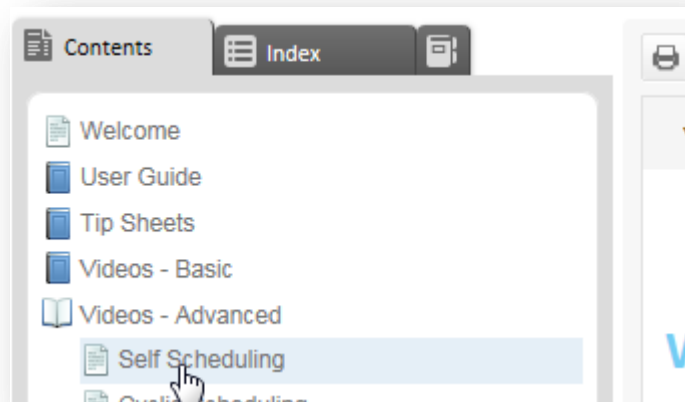 Contents
Index
Welcome
User Guide
Tip Sheets
Videos - Basic
Videos - Advanced
Self Scheduling